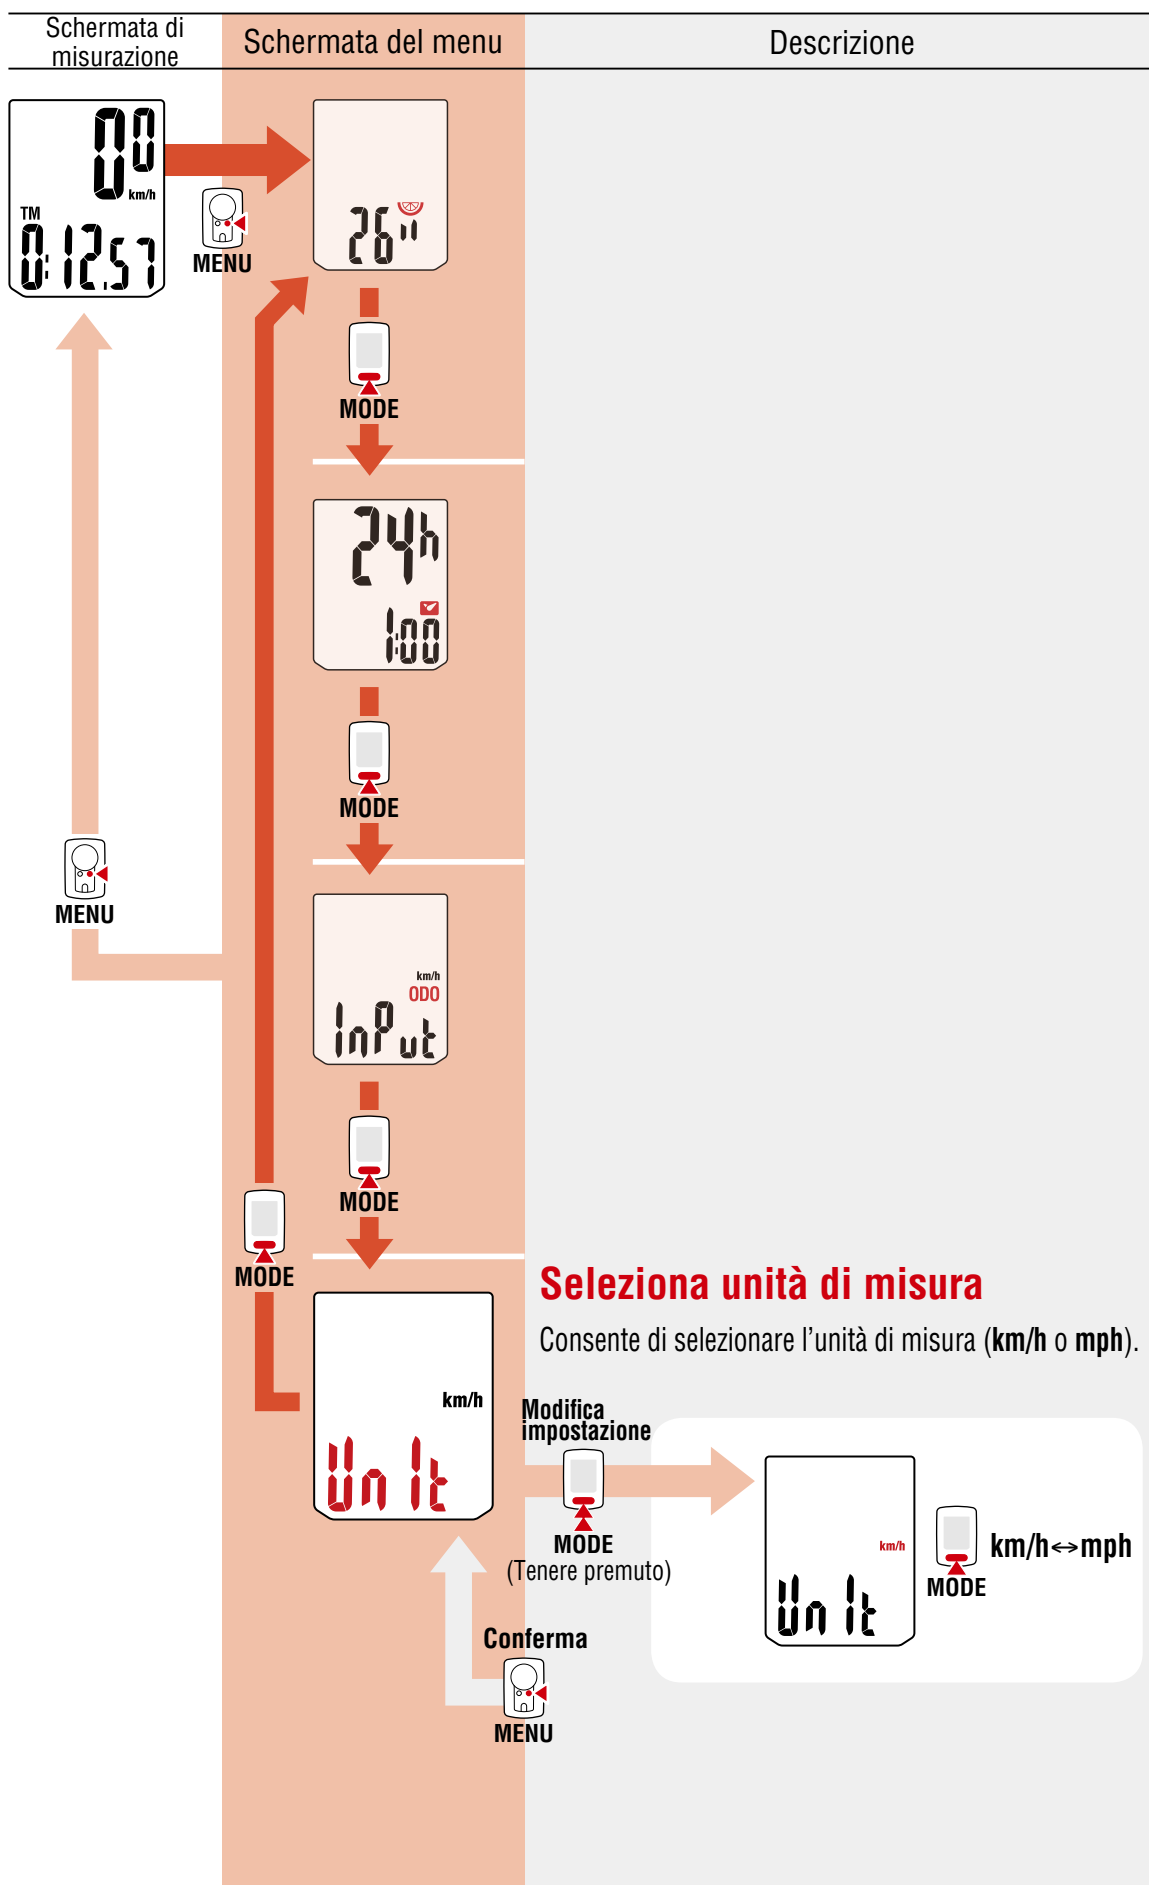 Schermata di
misurazione
Schermata del menu
Descrizione
00
km/h
TM
0:12.57
MENU
26"
MODE
24h
1:00
MODE
MENU
km/h
ODO
InPut
MODE
MODE
Seleziona unità di misura
Consente di selezionare l'unità di misura (km/h o mph).
km/h
UnIt
Modifica
impostazione
MODE
(Tenere premuto)
km/h
UnIt
MODE
km/h↔mph
Conferma
MENU